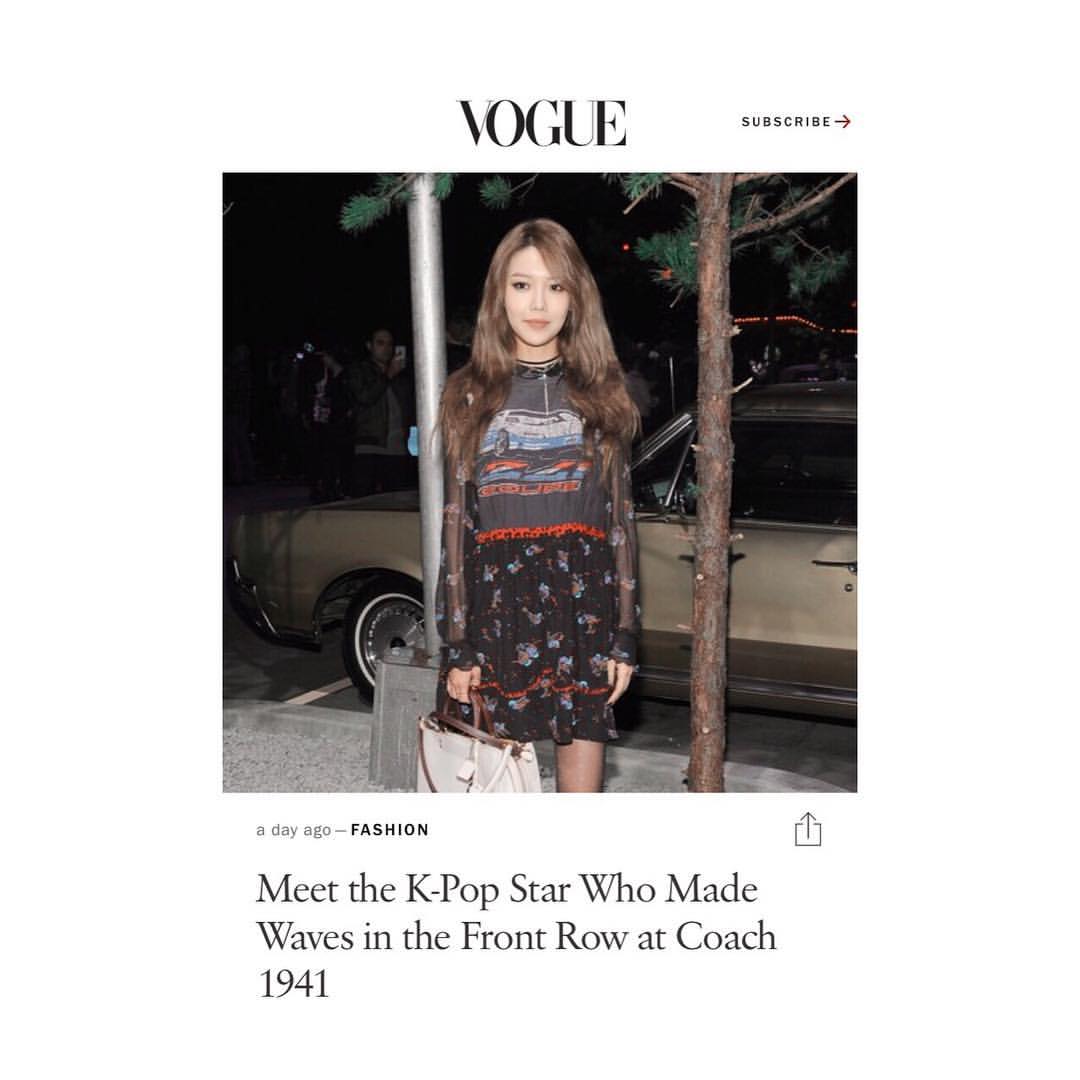 VOGUE
SUBSCRIBE
COUPE
a day ago — FASHION
Meet the K-Pop Star Who Made
Waves in the Front Row at Coach
1941